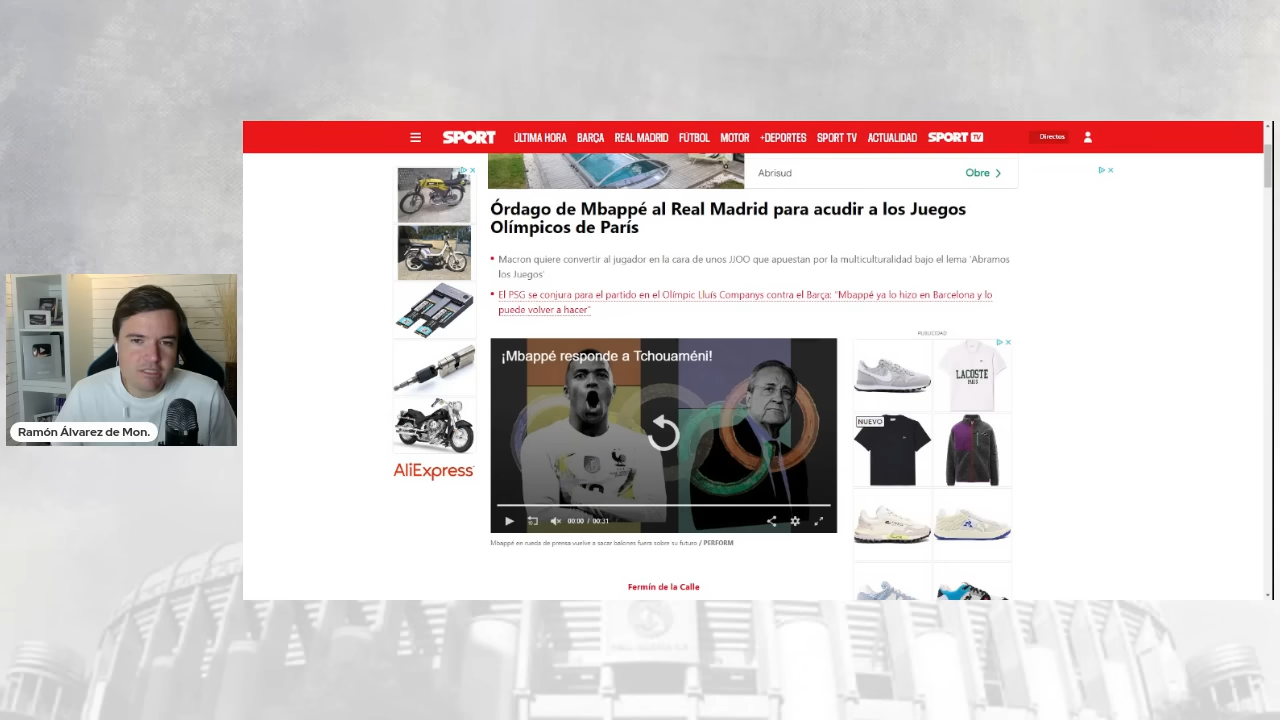 SPORT
ÚLTIMA HORA BARÇA REAL MADRID FÚTBOL MOTOR +DEPORTES SPORT TV ACTUALIDAD SPORT TV
Directos
Abrisud
Obre
Órdago de Mbappé al Real Madrid para acudir a los Juegos
Olímpicos de París
Macron quiere convertir al jugador en la cara de unos JJOO que apuestan por la multiculturalidad bajo el lema 'Abramos
los Juegos'
El PSG se conjura para el partido en el Olímpic Lluís Companys contra el Barça: "Mbappé ya lo hizo en Barcelona y lo
puede volver a hacer"
PUBLICIDAD
¡Mbappé responde a Tchouaméni!
00:00 / 00:31
Mbappé en rueda de prensa vuelve a sacar balones fuera sobre su futuro / PERFORM
Fermín de la Calle
LACOSTE
PARIS
NUEVO
AliExpress
Ramón Álvarez de Mon.